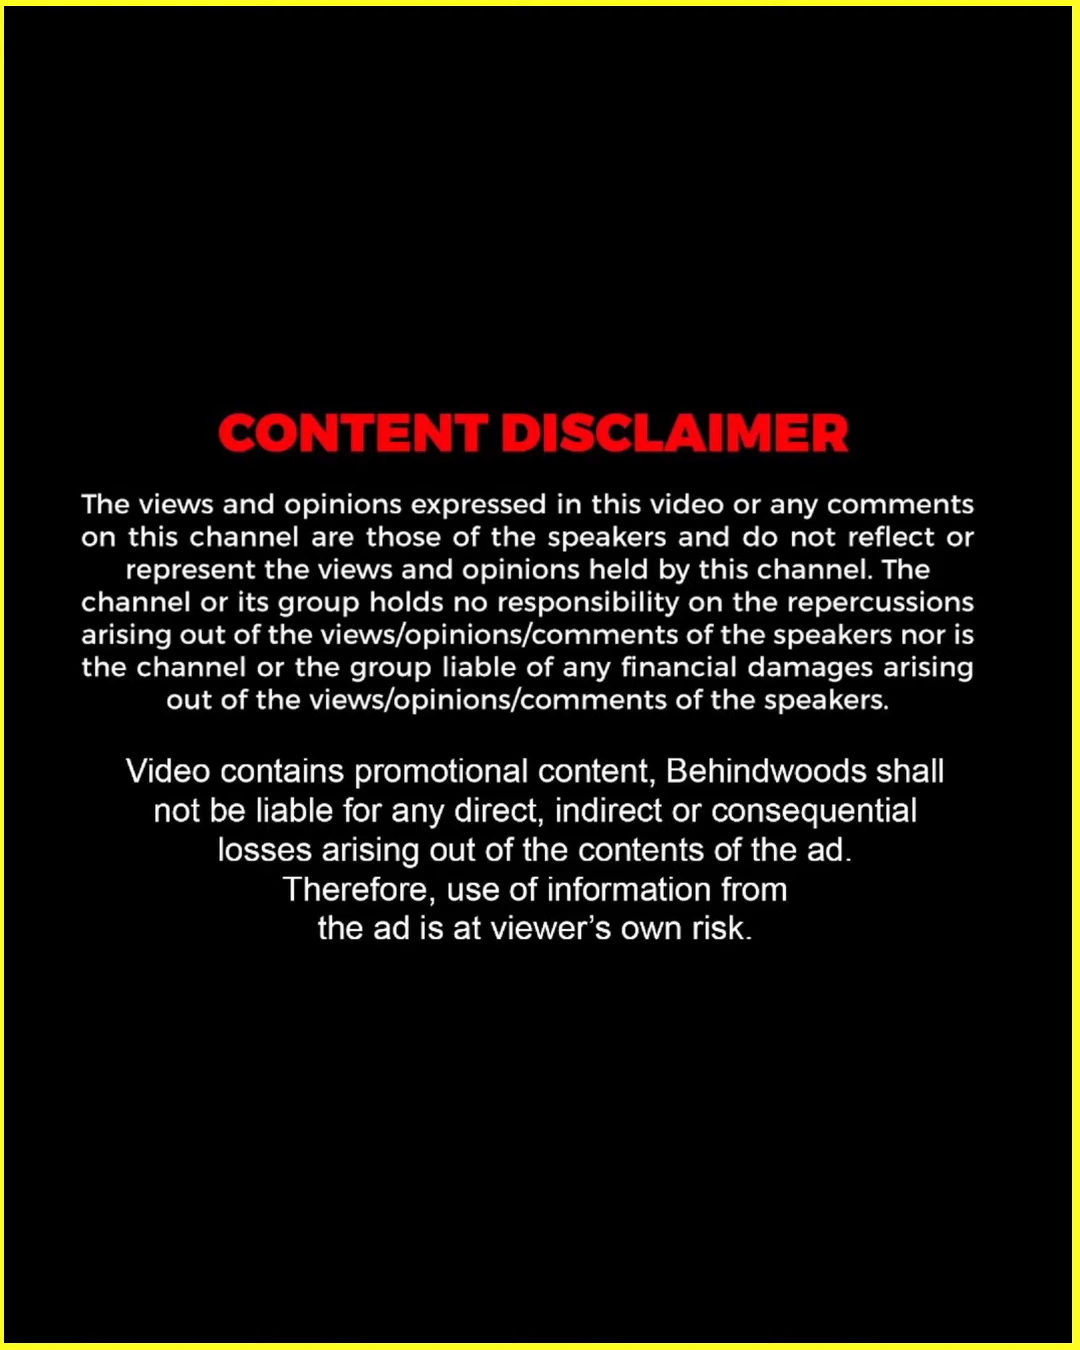 CONTENT DISCLAIMER
The views and opinions expressed in this video or any comments
on this channel are those of the speakers and do not reflect or
represent the views and opinions held by this channel. The
channel or its group holds no responsibility on the repercussions
arising out of the views/opinions/comments of the speakers nor is
the channel or the group liable of any financial damages arising
out of the views/opinions/comments of the speakers.
Video contains promotional content, Behindwoods shall
not be liable for any direct, indirect or consequential
losses arising out of the contents of the ad.
Therefore, use of information from
the ad is at viewer’s own risk.